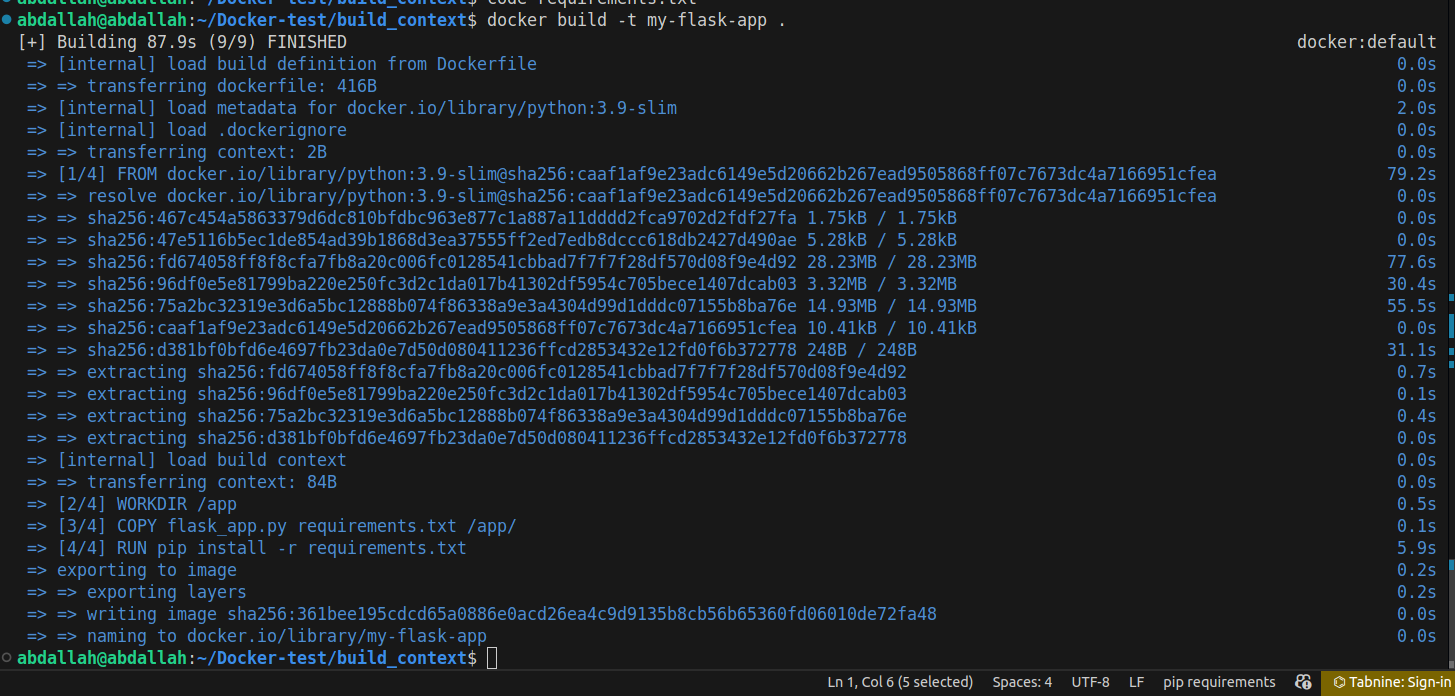 abdallah@abdallah:~/Docker-test/build_context$ code requirements.txt
abdallah@abdallah:~/Docker-test/build_context$ docker build -t my-flask-app .
[+] Building 87.9s (9/9) FINISHED docker:default
=> [internal] load build definition from Dockerfile 0.0s
=> => transferring dockerfile: 416B 0.0s
=> [internal] load metadata for docker.io/library/python:3.9-slim 2.0s
=> [internal] load .dockerignore 0.0s
=> => transferring context: 2B 0.0s
=> [1/4] FROM docker.io/library/python:3.9-slim@sha256:caaf1af9e23adc6149e5d20662b267ead9505868ff07c7673dc4a7166951cfea 79.2s
=> => resolve docker.io/library/python:3.9-slim@sha256:caaf1af9e23adc6149e5d20662b267ead9505868ff07c7673dc4a7166951cfea 0.0s
=> => sha256:467c454a5863379d6dc810bfdbc963e877c1a887a11dddd2fca9702d2fdf27fa 1.75kB / 1.75kB 0.0s
=> => sha256:47e5116b5ec1de854ad39b1868d3ea37555ff2ed7edb8dccc618db2427d490ae 5.28kB / 5.28kB 0.0s
=> => sha256:fd674058ff8f8cfa7fb8a20c006fc0128541cbbad7f7f7f28df570d08f9e4d92 28.23MB / 28.23MB 77.6s
=> => sha256:96df0e5e81799ba220e250fc3d2c1da017b41302df5954c705bece1407dcab03 3.32MB / 3.32MB 30.4s
=> => sha256:75a2bc32319e3d6a5bc12888b074f86338a9e3a4304d99d1dddc07155b8ba76e 14.93MB / 14.93MB 55.5s
=> => sha256:caaf1af9e23adc6149e5d20662b267ead9505868ff07c7673dc4a7166951cfea 10.41kB / 10.41kB 0.0s
=> => sha256:d381bf0bfd6e4697fb23da0e7d50d080411236ffcd2853432e12fd0f6b372778 248B / 248B 31.1s
=> => extracting sha256:fd674058ff8f8cfa7fb8a20c006fc0128541cbbad7f7f7f28df570d08f9e4d92 0.7s
=> => extracting sha256:96df0e5e81799ba220e250fc3d2c1da017b41302df5954c705bece1407dcab03 0.1s
=> => extracting sha256:75a2bc32319e3d6a5bc12888b074f86338a9e3a4304d99d1dddc07155b8ba76e 0.4s
=> => extracting sha256:d381bf0bfd6e4697fb23da0e7d50d080411236ffcd2853432e12fd0f6b372778 0.0s
=> [internal] load build context 0.0s
=> => transferring context: 84B 0.0s
=> [2/4] WORKDIR /app 0.5s
=> [3/4] COPY flask_app.py requirements.txt /app/ 0.1s
=> [4/4] RUN pip install -r requirements.txt 5.9s
=> exporting to image 0.2s
=> => exporting layers 0.2s
=> => writing image sha256:361bee195cdcd65a0886e0acd26ea4c9d9135b8cb56b65360fd06010de72fa48 0.0s
=> => naming to docker.io/library/my-flask-app 0.0s
abdallah@abdallah:~/Docker-test/build_context$
Ln 1, Col 6 (5 selected) Spaces: 4 UTF-8 LF pip requirements Tabnine: Sign-in